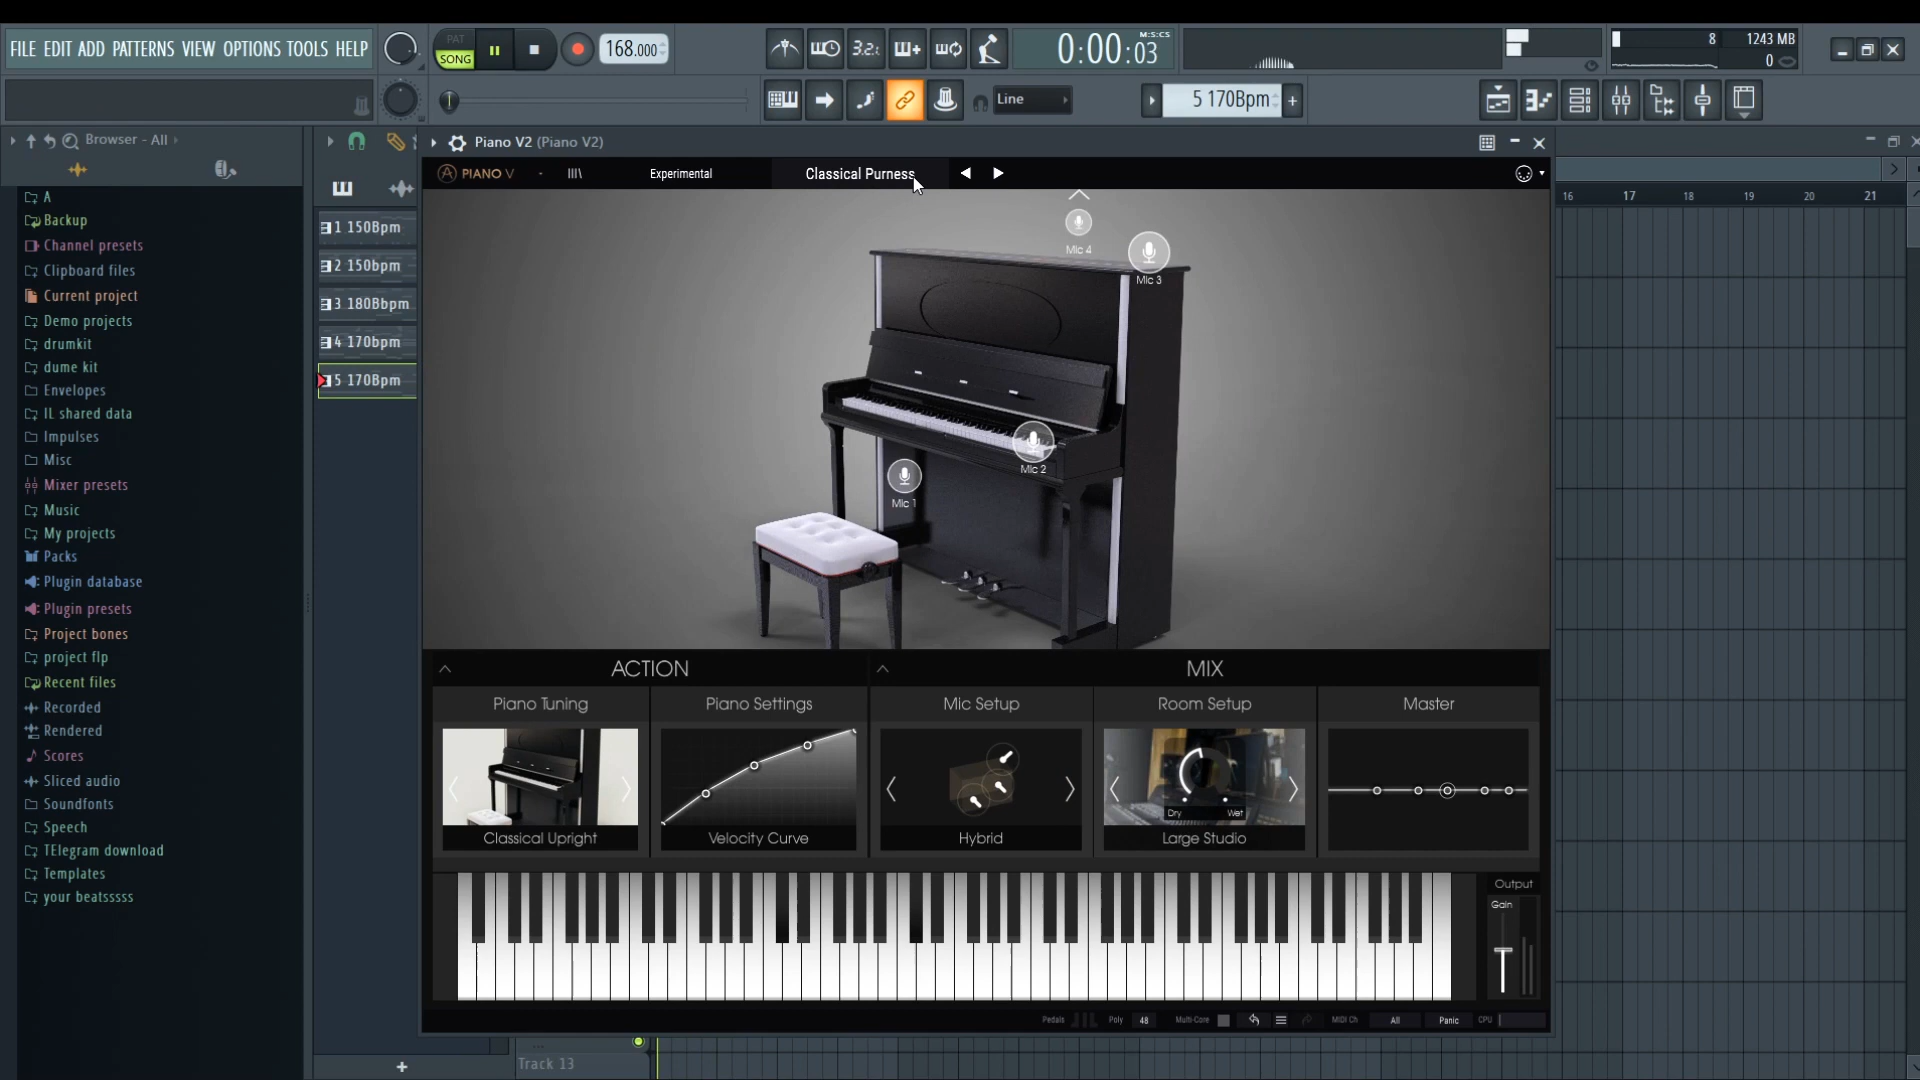 FILE EDIT ADD PATTERNS VIEW OPTIONS TOOLS HELP
PAT
SONG
168.000
3.2:
0:00:03
M:S:CS
8
1243 MB
0
Line
5 170Bpm
Browser - All
A
Backup
Channel presets
Clipboard files
Current project
Demo projects
drumkit
dume kit
Envelopes
IL shared data
Impulses
Misc
Mixer presets
Music
My projects
Packs
Plugin database
Plugin presets
Project bones
project flp
Recent files
Recorded
Rendered
Scores
Sliced audio
Soundfonts
Speech
TElegram download
Templates
your beatsssss
1 150Bpm
2 150bpm
3 180Bbpm
4 170bpm
5 170Bpm
Piano V2 (Piano V2)
PIANO V
Experimental
Classical Purness
Mic 4
Mic 3
Mic 2
Mic 1
ACTION
MIX
Piano Tuning
Piano Settings
Mic Setup
Room Setup
Master
Dry
Wet
Classical Upright
Velocity Curve
Hybrid
Large Studio
Output
Gain
Pedals
Poly
48
Multi-Core
MIDI Ch
All
Panic
CPU
16
17
18
19
20
21
Track 13